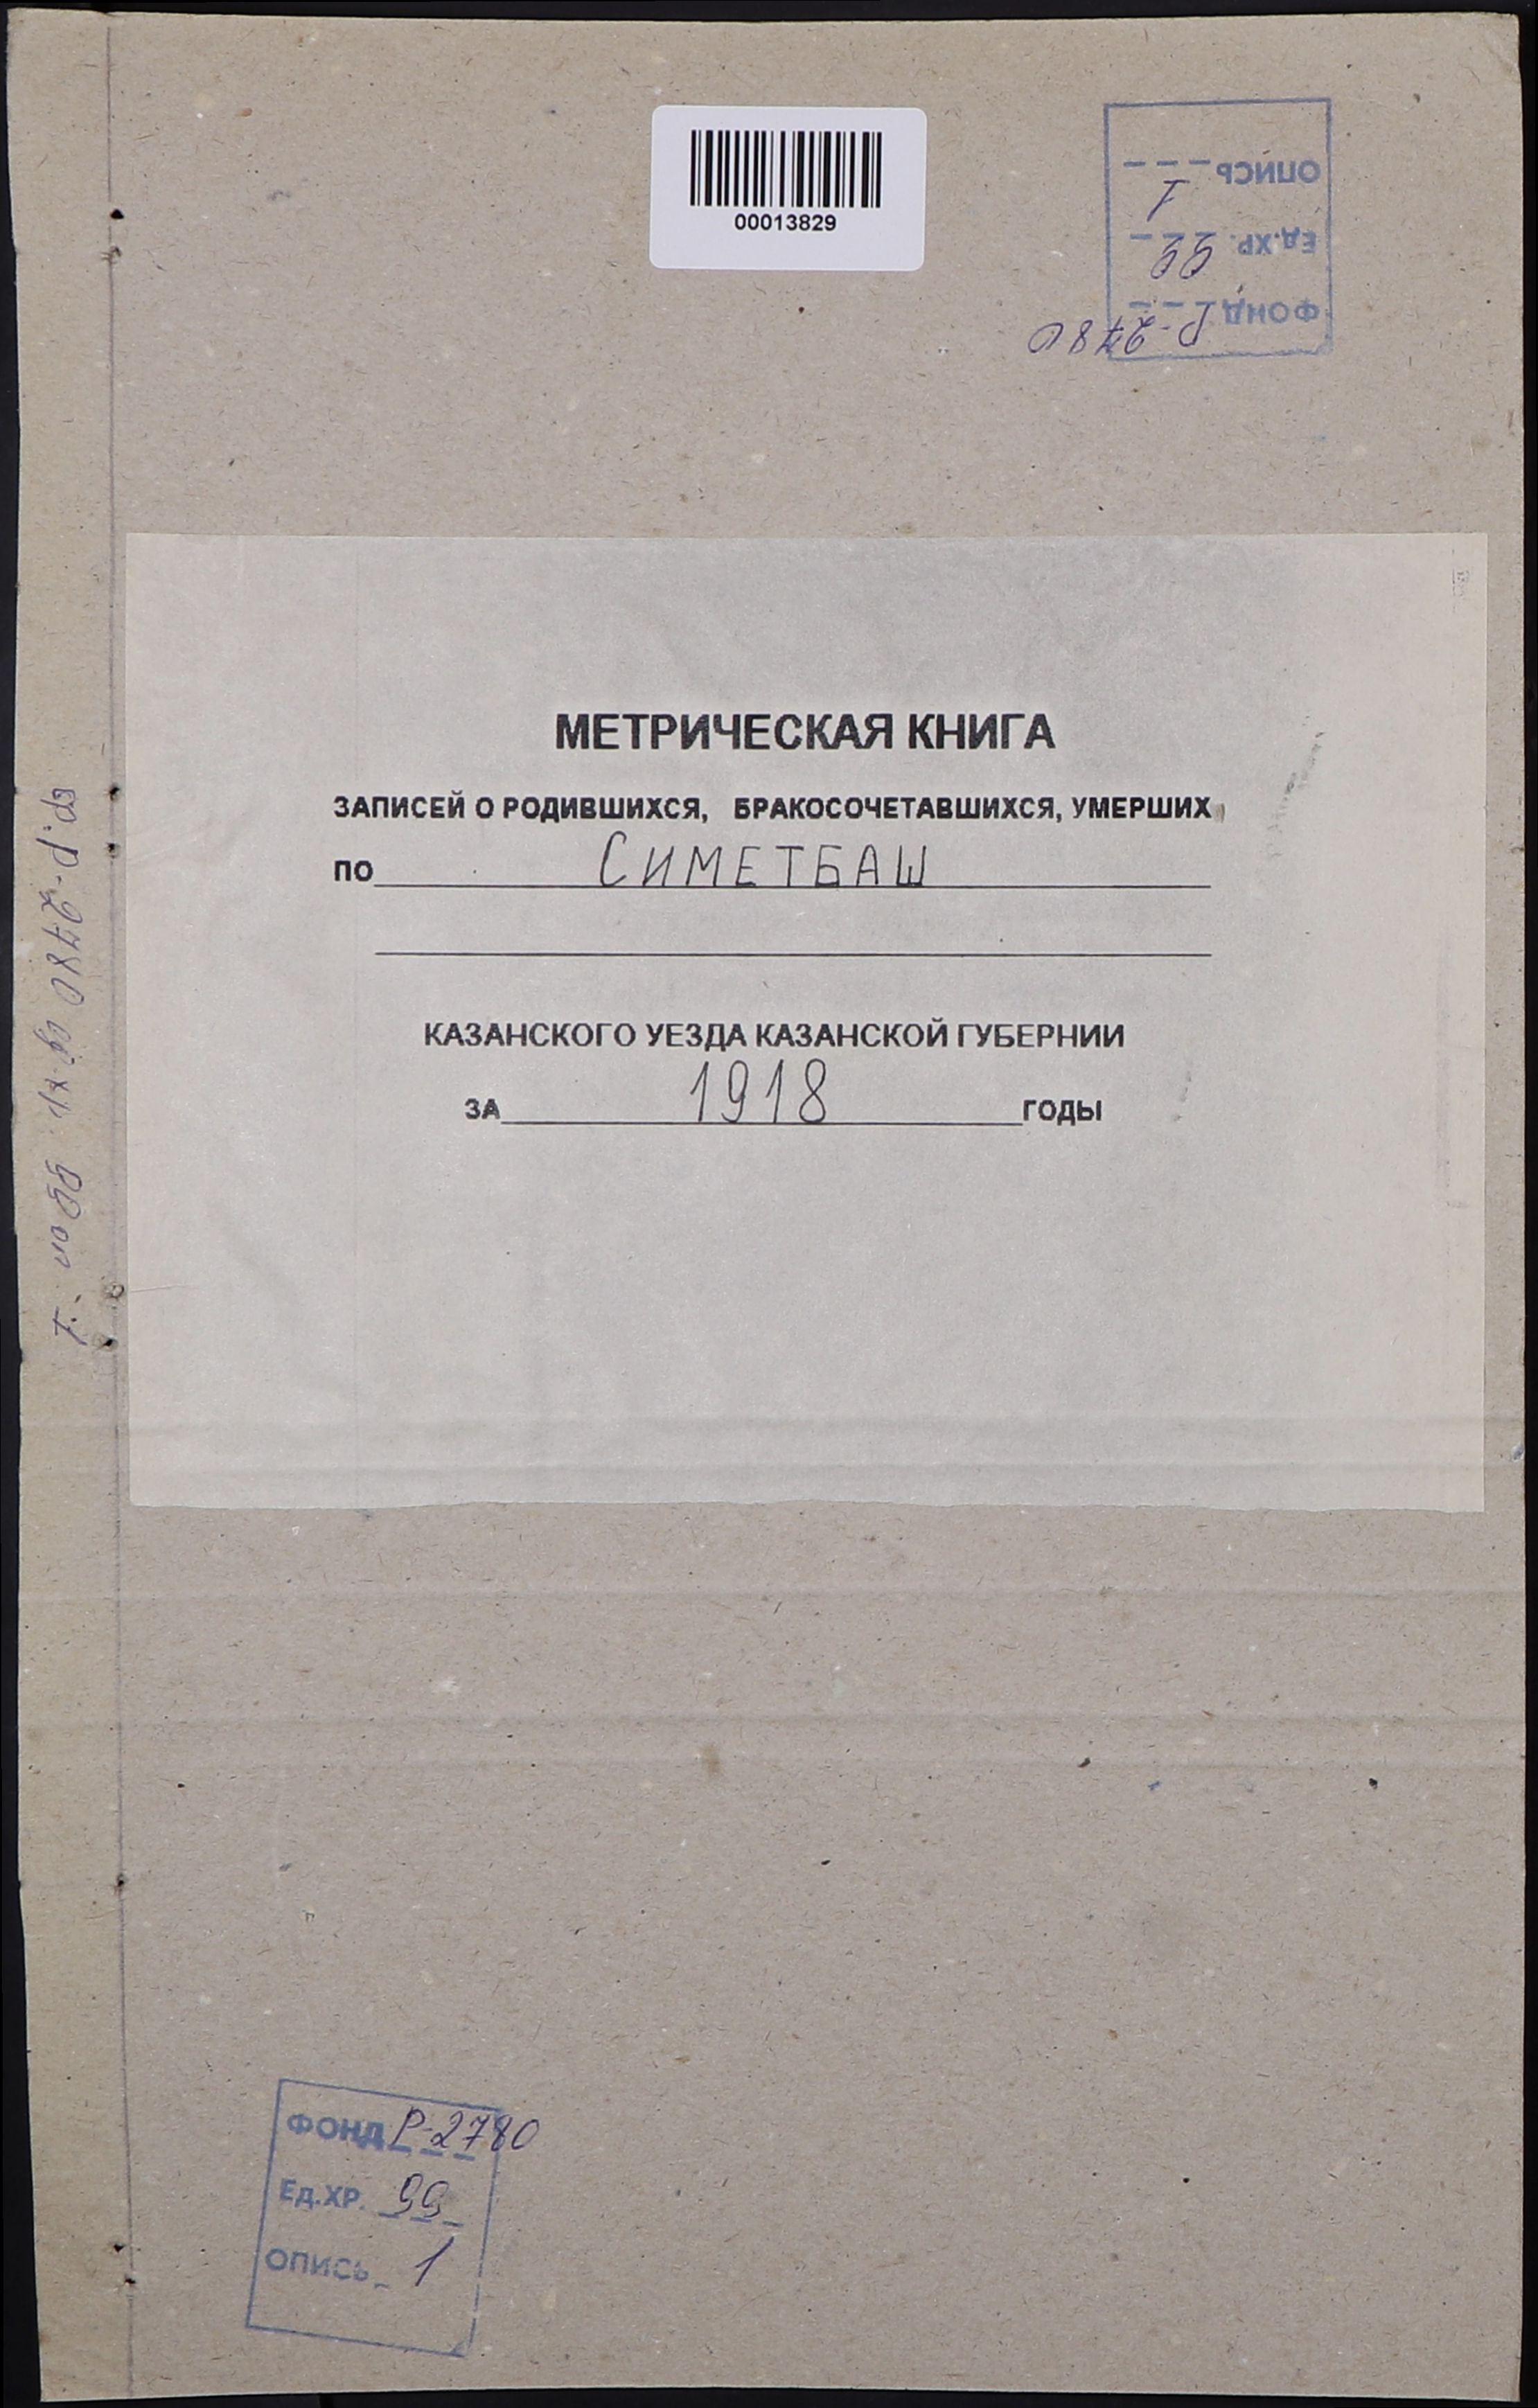 00013829
ОПИСЬ 1
Ед.ХР. 99
ФОНД Р-2780
МЕТРИЧЕСКАЯ КНИГА
ЗАПИСЕЙ О РОДИВШИХСЯ, БРАКОСОЧЕТАВШИХСЯ, УМЕРШИХ
ПО СИМЕТБАШ
КАЗАНСКОГО УЕЗДА КАЗАНСКОЙ ГУБЕРНИИ
ЗА 1918 ГОДЫ
ФОНД Р-2780
Ед.ХР. 99
ОПИСЬ 1